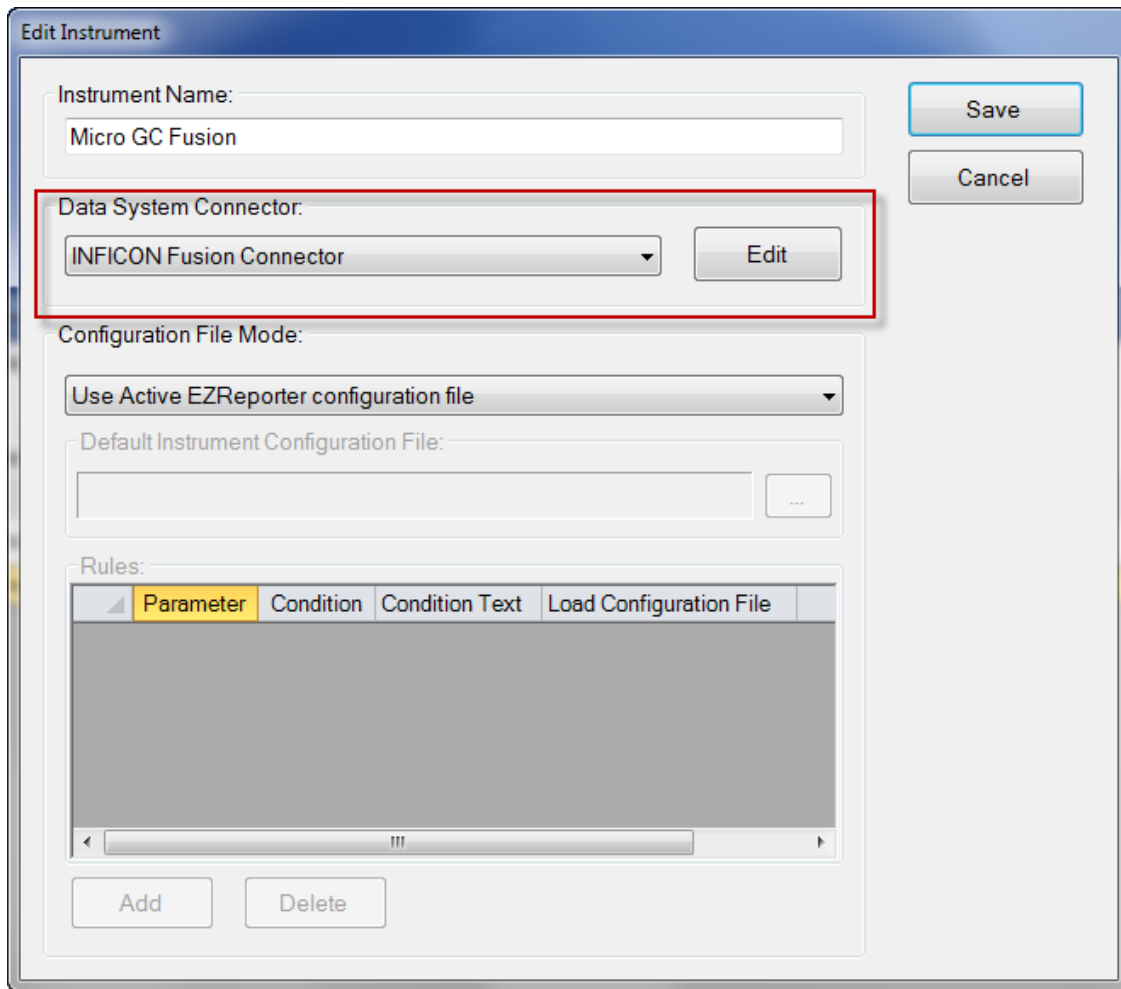 Edit Instrument
Instrument Name:
Save
Micro GC Fusion
Cancel
Data System Connector:
INFICON Fusion Connector
Edit
Configuration File Mode:
Use Active EZReporter configuration file
Default Instrument Configuration File:
...
Rules:
Parameter Condition Condition Text Load Configuration File
Add Delete